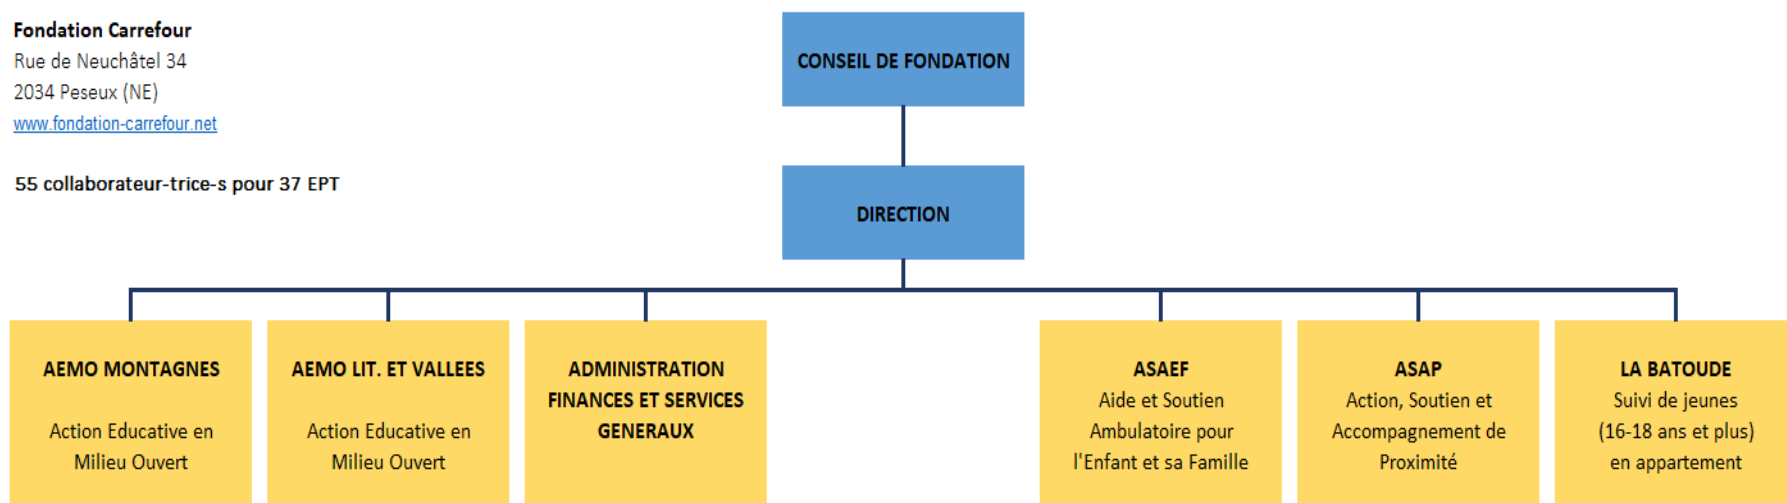 Fondation Carrefour
Rue de Neuchâtel 34
2034 Peseux (NE)
www.fondation-carrefour.net
55 collaborateur-trice-s pour 37 EPT
CONSEIL DE FONDATION
DIRECTION
AEMO MONTAGNES
Action Educative en
Milieu Ouvert
AEMO LIT. ET VALLEES
Action Educative en
Milieu Ouvert
ADMINISTRATION
FINANCES ET SERVICES
GENERAUX
ASAEF
Aide et Soutien
Ambulatoire pour
l'Enfant et sa Famille
ASAP
Action, Soutien et
Accompagnement de
Proximité
LA BATOUDE
Suivi de jeunes
(16-18 ans et plus)
en appartement